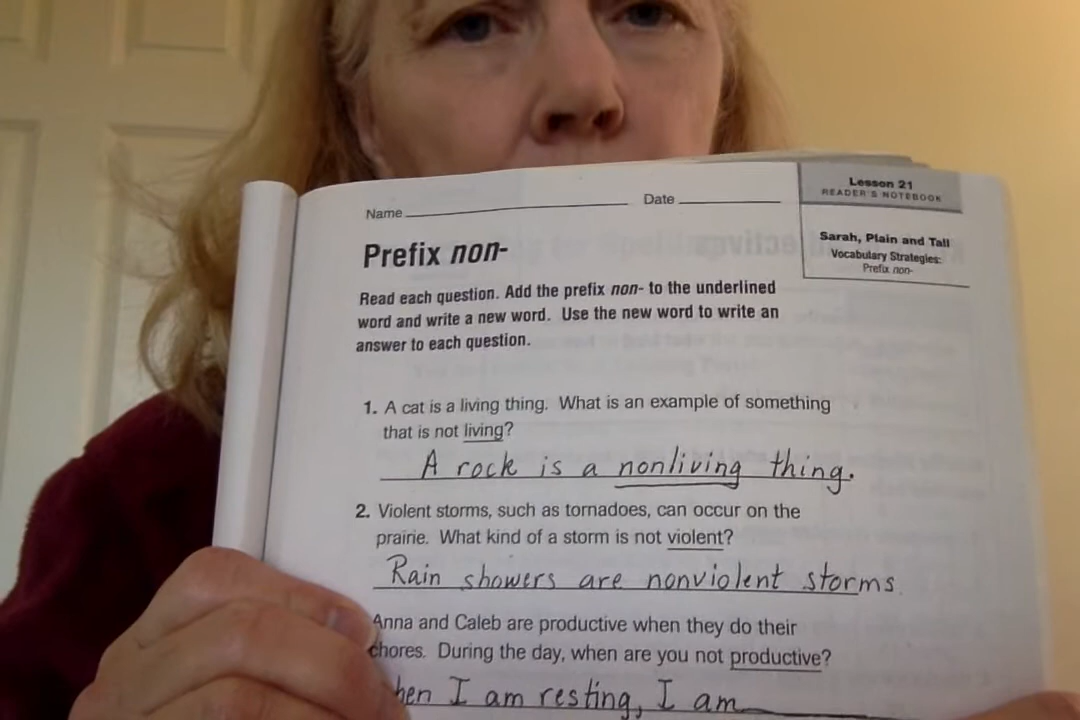 Lesson 21
READER'S NOTEBOOK
Name Date
Sarah, Plain and Tall
Vocabulary Strategies:
Prefix non-
Prefix non-
Read each question. Add the prefix non- to the underlined
word and write a new word. Use the new word to write an
answer to each question.
1. A cat is a living thing. What is an example of something
that is not living?
A rock is a nonliving thing.
2. Violent storms, such as tornadoes, can occur on the
prairie. What kind of a storm is not violent?
Rain showers are nonviolent storms.
Anna and Caleb are productive when they do their
chores. During the day, when are you not productive?
hen I am resting, I am